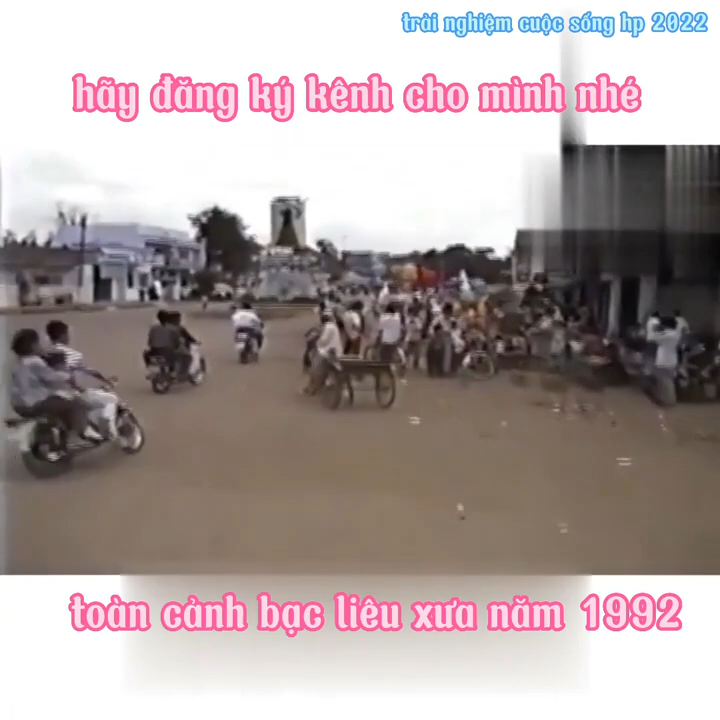 trải nghiệm cuộc sống hp 2022
hãy đăng ký kênh cho mình nhé
toàn cảnh bạc liêu xưa năm 1992